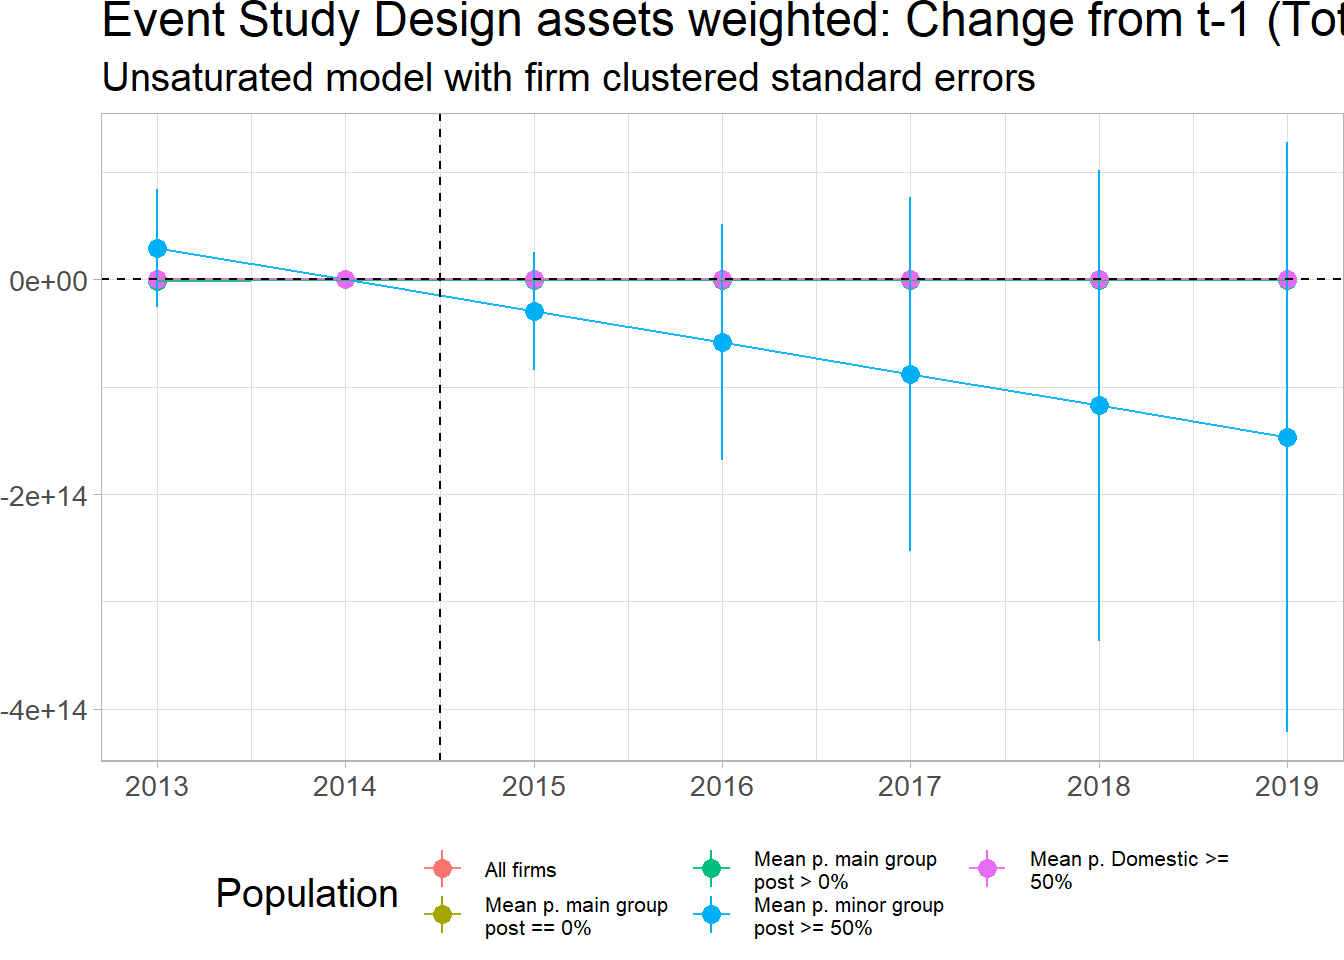 Event Study Design assets weighted: Change from t-1 (Tot
Unsaturated model with firm clustered standard errors
0e+00
-2e+14
-4e+14
2013 2014 2015 2016 2017 2018 2019
Population
All firms
Mean p. main group
post == 0%
Mean p. main group
post > 0%
Mean p. minor group
post >= 50%
Mean p. Domestic >=
50%